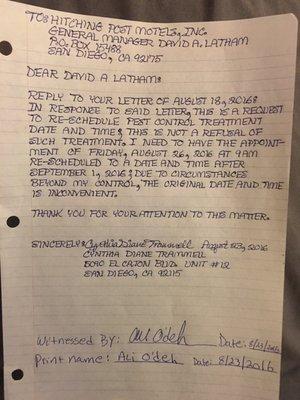 TO: HITCHING POST MOTELS, INC.
GENERAL MANAGER DAVID A. LATHAM
P.O. BOX 15488
SAN DIEGO, CA 92175
DEAR DAVID A. LATHAM:
REPLY TO YOUR LETTER OF AUGUST 18, 2016:
IN RESPONSE TO SAID LETTER, THIS IS A REQUEST
TO RE-SCHEDULE PEST CONTROL TREATMENT
DATE AND TIME; THIS IS NOT A REFUSAL OF
SUCH TREATMENT. I NEED TO HAVE THE APPOINT-
MENT OF FRIDAY, AUGUST 26, 2016 AT 9AM
RE-SCHEDULED TO A DATE AND TIME AFTER
SEPTEMBER 1, 2016; DUE TO CIRCUMSTANCES
BEYOND MY CONTROL, THE ORIGINAL DATE AND TIME
IS INCONVENIENT.
THANK YOU FOR YOUR ATTENTION TO THIS MATTER.
SINCERELY: Cynthia Diane Trammell August 23, 2016
CYNTHIA DIANE TRAMMELL
5090 EL CAJON BLVD. UNIT #12
SAN DIEGO, CA 92115
Witnessed By: Ali O'deh Date: 8/23/2016
Print name: Ali O'deh Date: 8/23/2016